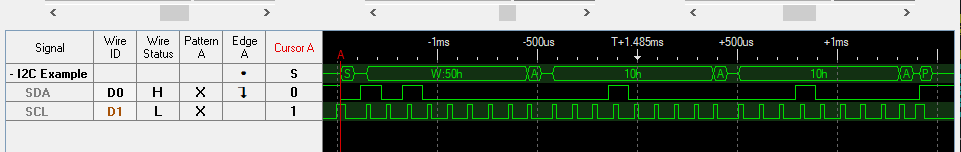 Signal Wire ID Wire Status Pattern A Edge A Cursor A -1ms -500us T+1.485ms +500us +1ms
A
- I2C Example S S W:50h A 10h A 10h A P
SDA D0 H X 0
SCL D1 L X 1